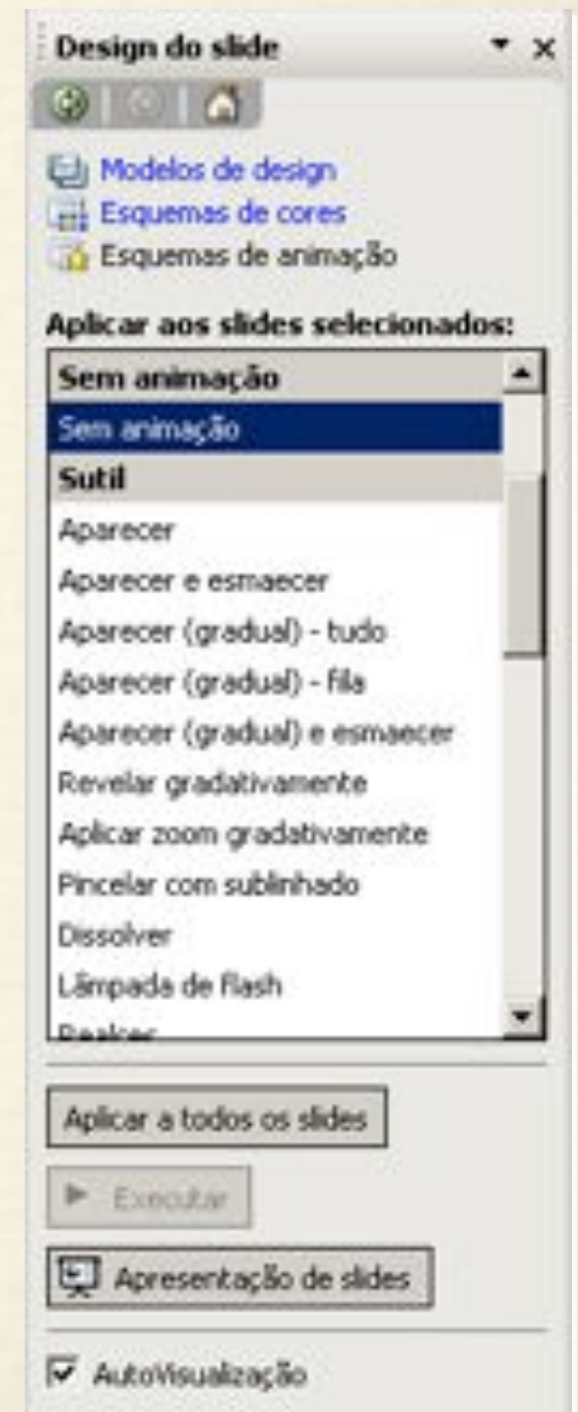 Design do slide
Modelos de design
Esquemas de cores
Esquemas de animação
Aplicar aos slides selecionados:
Sem animação
Sem animação
Sutil
Aparecer
Aparecer e esmaecer
Aparecer (gradual) - tudo
Aparecer (gradual) - fila
Aparecer (gradual) e esmaecer
Revelar gradativamente
Aplicar zoom gradativamente
Pincelar com sublinhado
Dissolver
Lâmpada de flash
Aplicar a todos os slides
Executar
Apresentação de slides
AutoVisualização